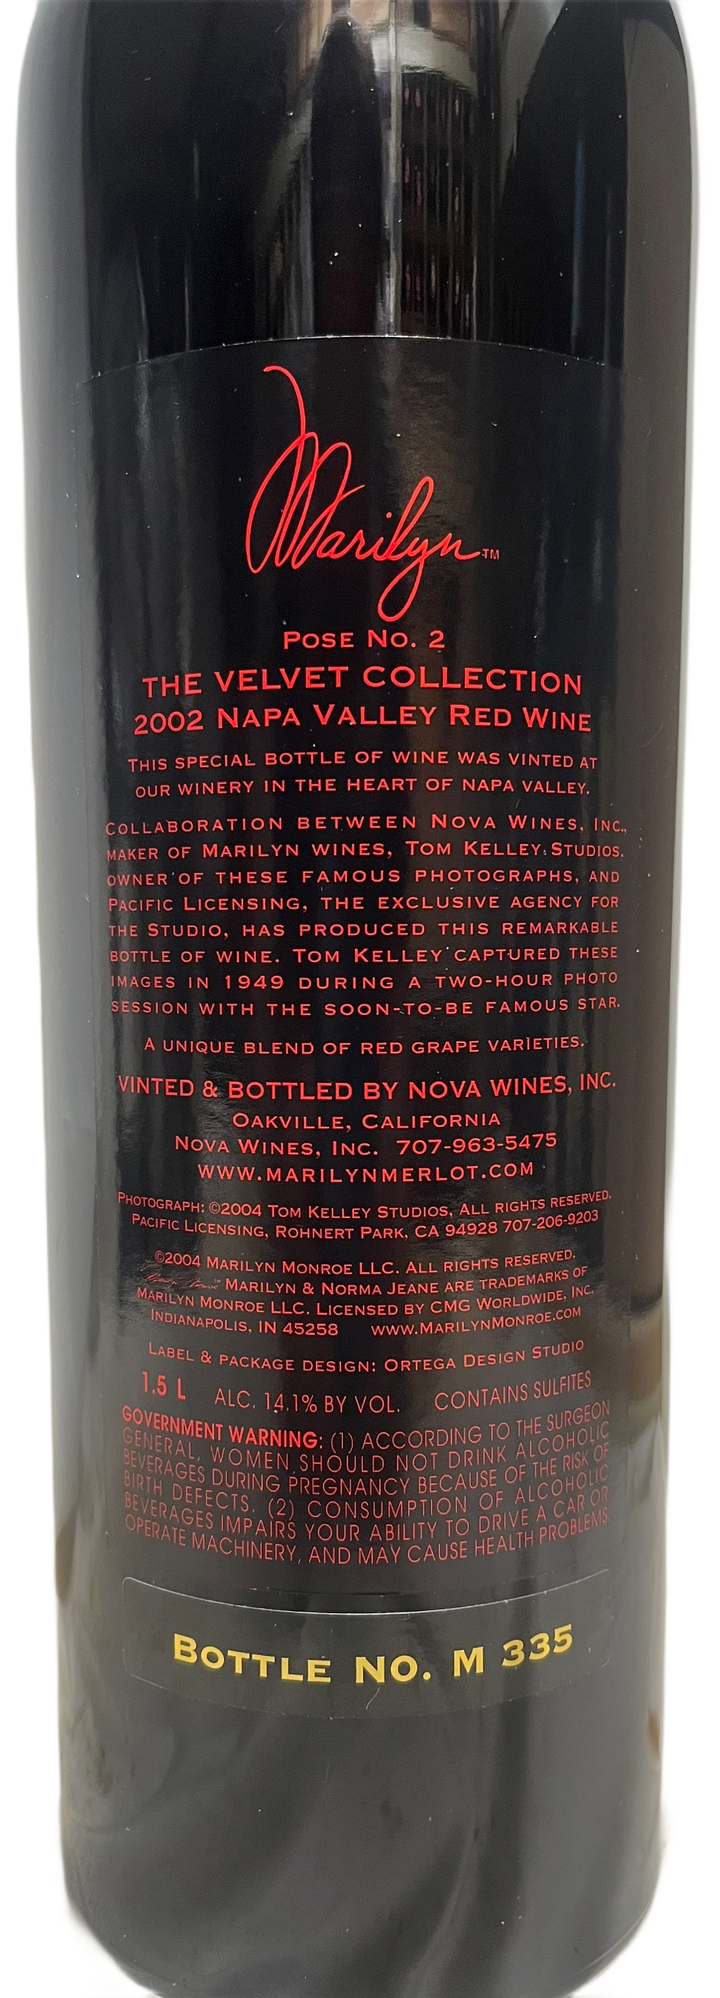 Marilyn™
POSE NO. 2
THE VELVET COLLECTION
2002 NAPA VALLEY RED WINE
THIS SPECIAL BOTTLE OF WINE WAS VINTED AT
OUR WINERY IN THE HEART OF NAPA VALLEY.
COLLABORATION BETWEEN NOVA WINES, INC.,
MAKER OF MARILYN WINES, TOM KELLEY STUDIOS,
OWNER OF THESE FAMOUS PHOTOGRAPHS, AND
PACIFIC LICENSING, THE EXCLUSIVE AGENCY FOR
THE STUDIO, HAS PRODUCED THIS REMARKABLE
BOTTLE OF WINE. TOM KELLEY CAPTURED THESE
IMAGES IN 1949 DURING A TWO-HOUR PHOTO
SESSION WITH THE SOON-TO-BE FAMOUS STAR.
A UNIQUE BLEND OF RED GRAPE VARIETIES.
VINTED & BOTTLED BY NOVA WINES, INC.
OAKVILLE, CALIFORNIA
NOVA WINES, INC. 707-963-5475
WWW.MARILYNMERLOT.COM
PHOTOGRAPH: ©2004 TOM KELLEY STUDIOS, ALL RIGHTS RESERVED.
PACIFIC LICENSING, ROHNERT PARK, CA 94928 707-206-9203
©2004 MARILYN MONROE LLC. ALL RIGHTS RESERVED.
MARILYN & NORMA JEANE ARE TRADEMARKS OF
MARILYN MONROE LLC. LICENSED BY CMG WORLDWIDE, INC.
INDIANAPOLIS, IN 45258 WWW.MARILYNMONROE.COM
LABEL & PACKAGE DESIGN: ORTEGA DESIGN STUDIO
1.5 L ALC. 14.1% BY VOL. CONTAINS SULFITES
GOVERNMENT WARNING: (1) ACCORDING TO THE SURGEON
GENERAL, WOMEN SHOULD NOT DRINK ALCOHOLIC
BEVERAGES DURING PREGNANCY BECAUSE OF THE RISK OF
BIRTH DEFECTS. (2) CONSUMPTION OF ALCOHOLIC
BEVERAGES IMPAIRS YOUR ABILITY TO DRIVE A CAR OR
OPERATE MACHINERY, AND MAY CAUSE HEALTH PROBLEMS
BOTTLE NO. M 335